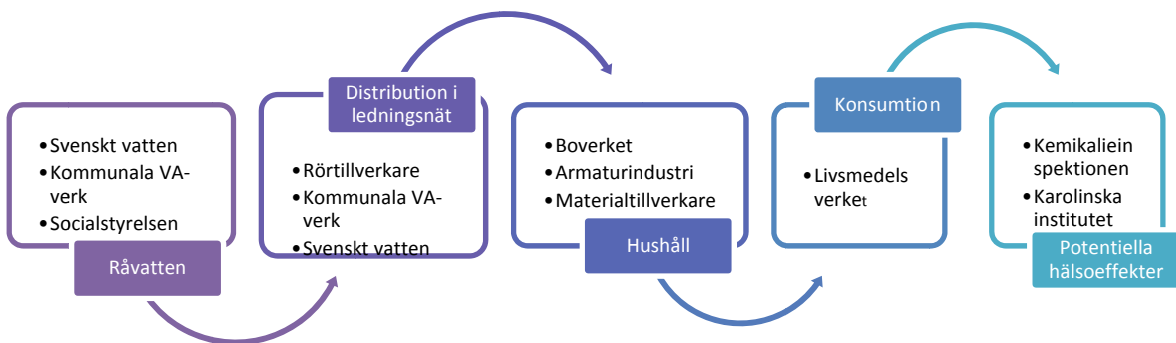 • Svenskt vatten
• Kommunala VA-
verk
• Socialstyrelsen
Råvatten
Distribution i
ledningsnät
• Rörtillverkare
• Kommunala VA-
verk
• Svenskt vatten
• Boverket
• Armaturindustri
• Materialtillverkare
Hushåll
Konsumtion
• Livsmedels
verket
• Kemikaliein
spektionen
• Karolinska
institutet
Potentiella
hälsoeffekter